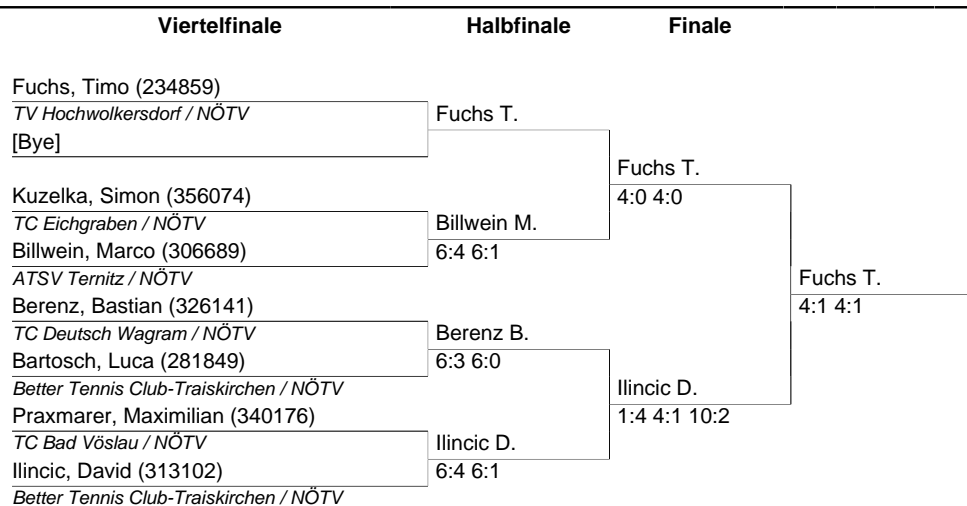 Viertelfinale Halbfinale Finale
Fuchs, Timo (234859)
TV Hochwolkersdorf / NÖTV
Fuchs T.
[Bye]
Fuchs T.
Kuzelka, Simon (356074)
4:0 4:0
TC Eichgraben / NÖTV
Billwein M.
Billwein, Marco (306689)
6:4 6:1
ATSV Ternitz / NÖTV
Fuchs T.
Berenz, Bastian (326141)
4:1 4:1
TC Deutsch Wagram / NÖTV
Berenz B.
Bartosch, Luca (281849)
6:3 6:0
Better Tennis Club-Traiskirchen / NÖTV
Ilincic D.
Praxmarer, Maximilian (340176)
1:4 4:1 10:2
TC Bad Vöslau / NÖTV
Ilincic D.
Ilincic, David (313102)
6:4 6:1
Better Tennis Club-Traiskirchen / NÖTV